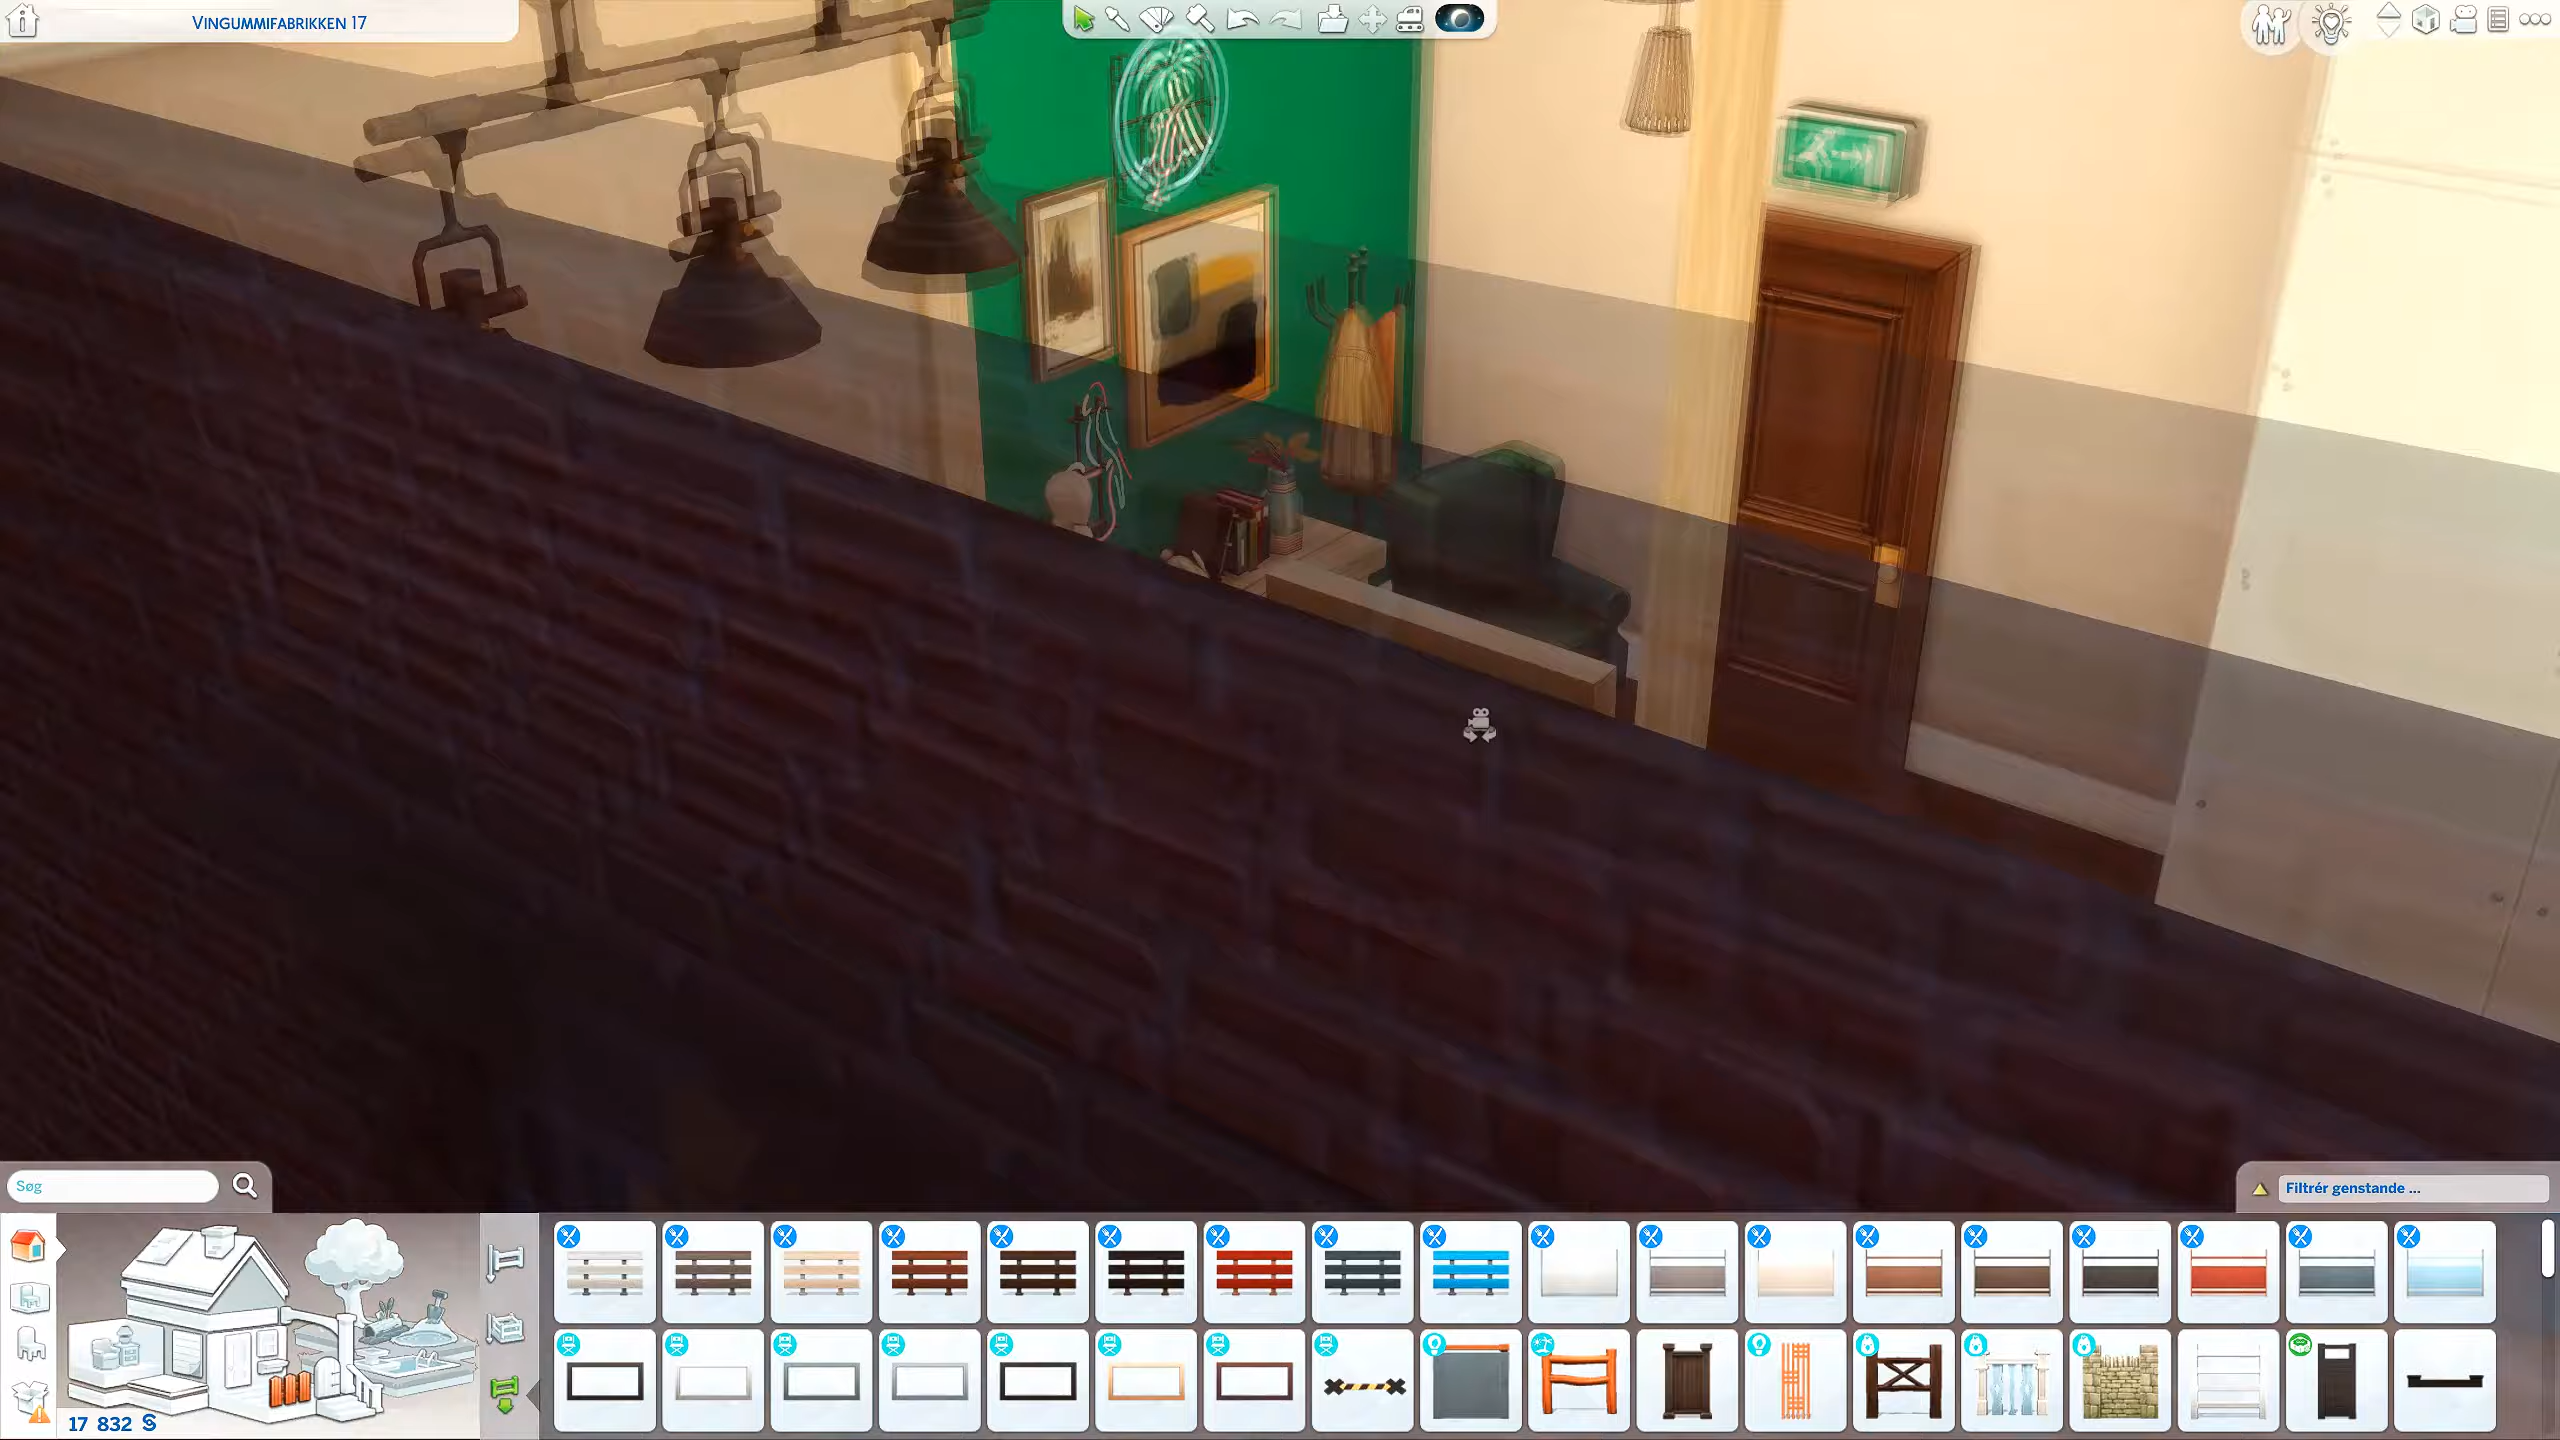 VINGUMMIFABRIKKEN 17
Søg
Filtrér genstande ...
17 832 §